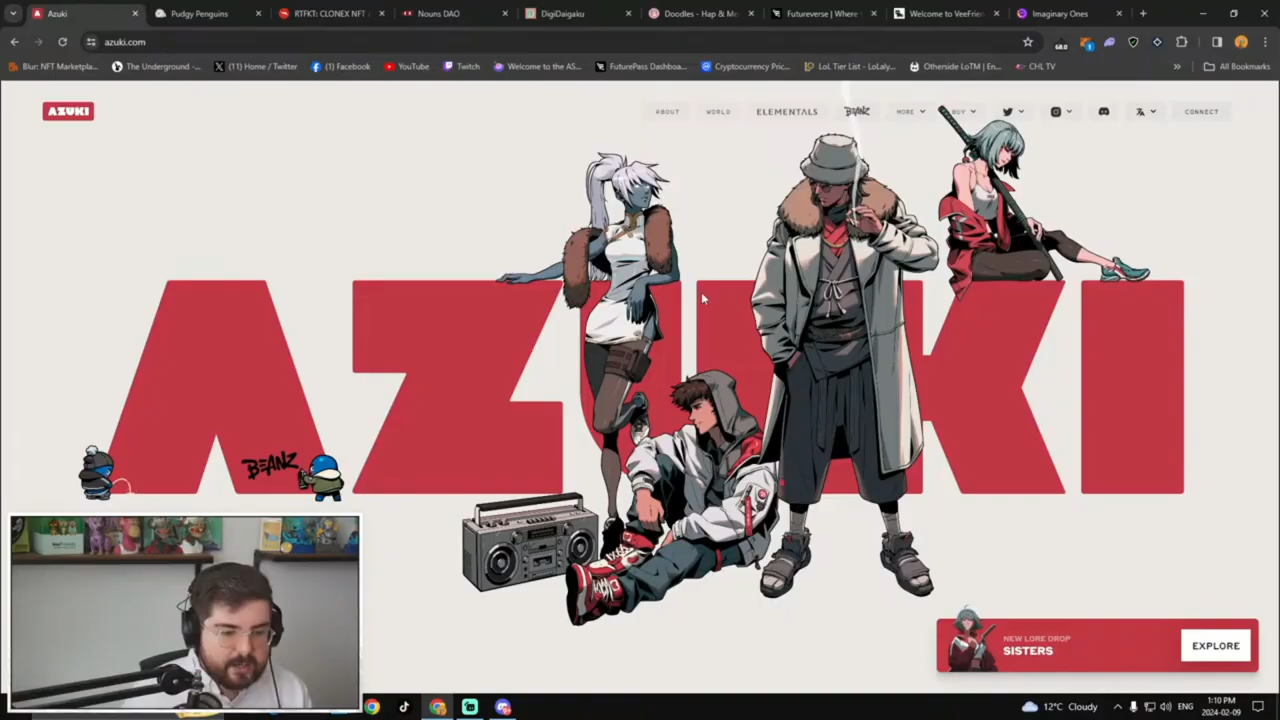 Azuki
Pudgy Penguins
RTFKT: CLONEX NFT
Nouns DAO
DigiDaigaku
Doodles - Hap & Me
Futureverse | Where
Welcome to VeeFrien
Imaginary Ones
azuki.com
68.0
1
Blur: NFT Marketpla...
The Underground -...
(11) Home / Twitter
Facebook
YouTube
Twitch
Welcome to the AS...
FuturePass Dashboa...
Cryptocurrency Pric...
LoL Tier List - LoLaly...
Otherside LoTM | En...
CHL TV
All Bookmarks
AZUKI
ABOUT
WORLD
ELEMENTALS
BEANZ
MORE
BUY
CONNECT
AZUKI
BEANZ
NEW LORE DROP
SISTERS
EXPLORE
12°C Cloudy
ENG
1:10 PM
2024-02-09